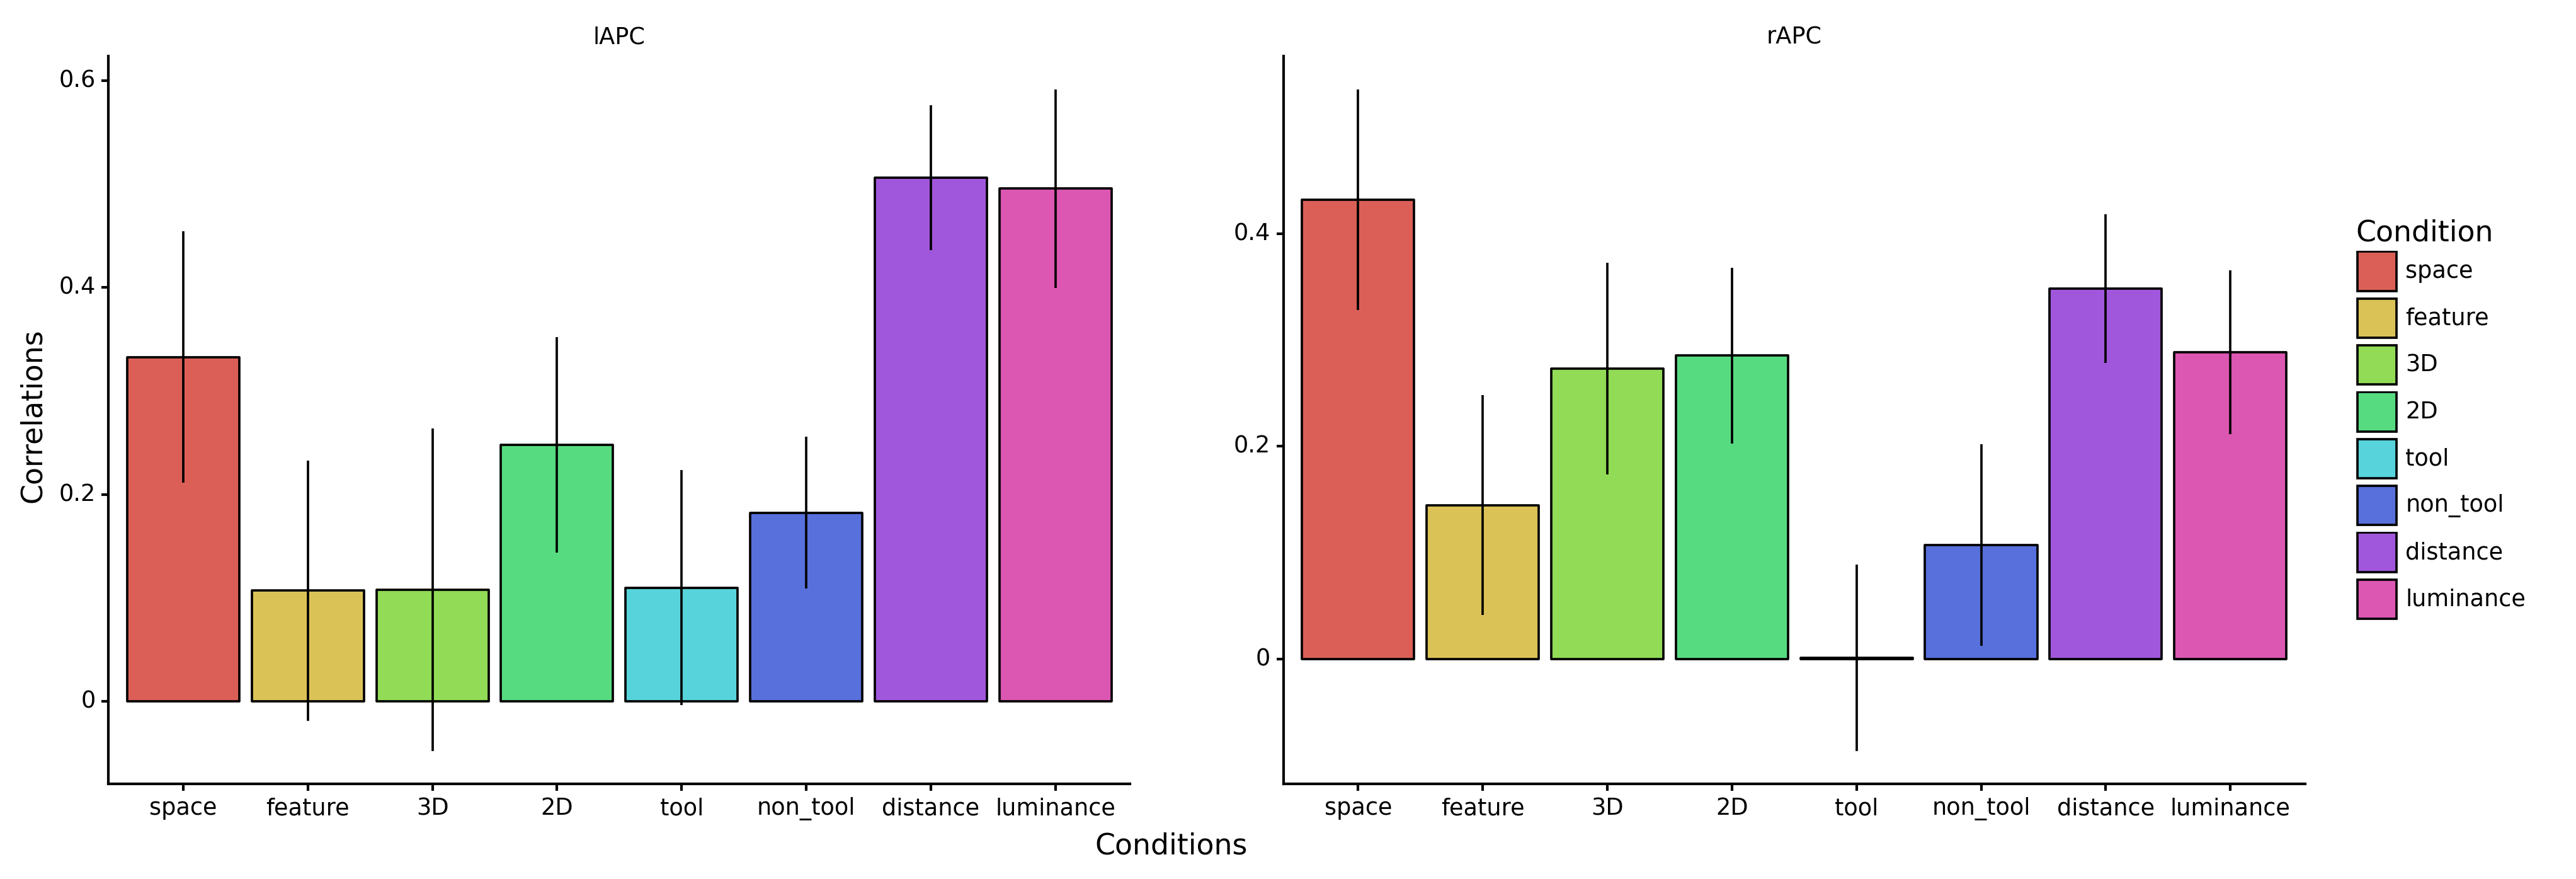 lAPC
rAPC
Correlations
0.6
0.4
0.2
0
0.4
0.2
0
space feature 3D 2D tool non_tool distance luminance
space feature 3D 2D tool non_tool distance luminance
Conditions
Condition
space
feature
3D
2D
tool
non_tool
distance
luminance